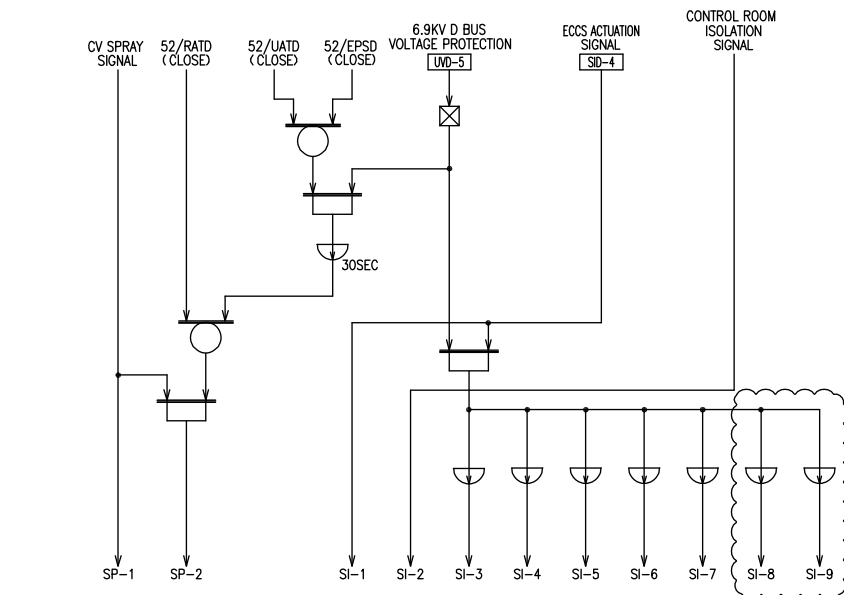 CV SPRAY
SIGNAL
52/RATD
(CLOSE)
52/UATD
(CLOSE)
52/EPSD
(CLOSE)
6.9KV D BUS
VOLTAGE PROTECTION
UVD-5
ECCS ACTUATION
SIGNAL
SID-4
CONTROL ROOM
ISOLATION
SIGNAL
30SEC
SP-1
SP-2
SI-1
SI-2
SI-3
SI-4
SI-5
SI-6
SI-7
SI-8
SI-9